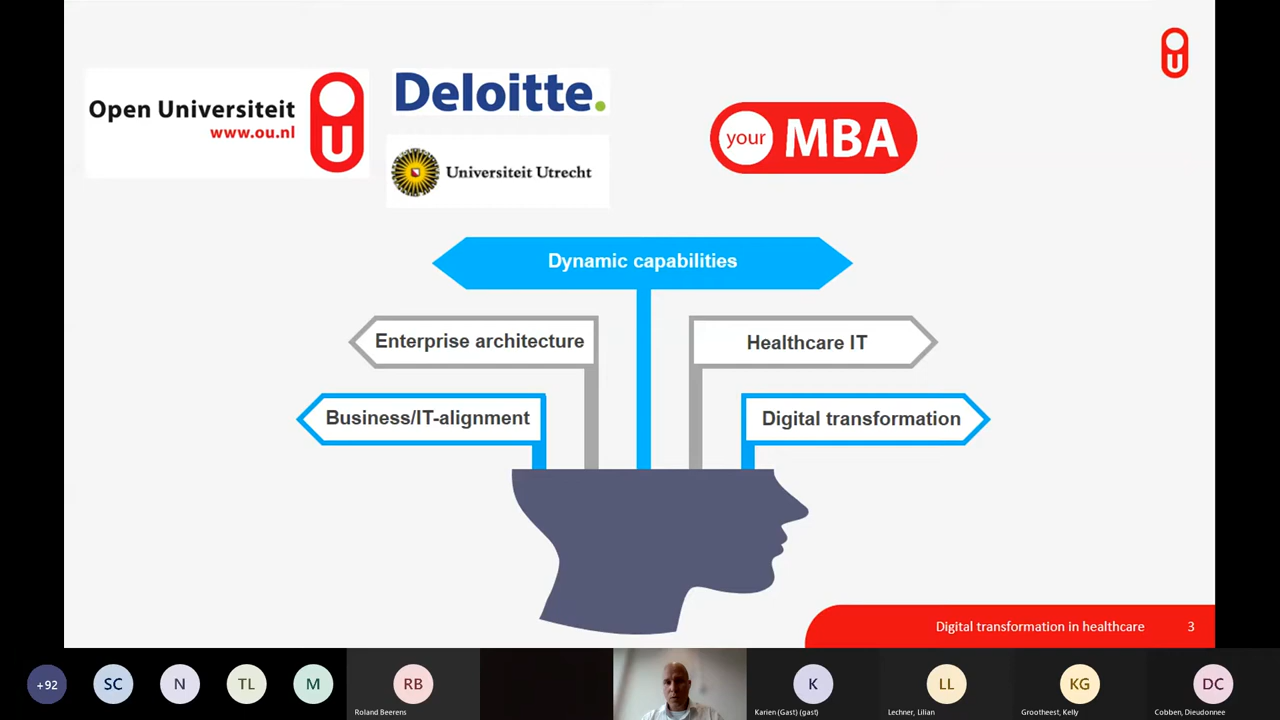 Open Universiteit
www.ou.nl
U
Deloitte.
Universiteit Utrecht
your MBA
U
Dynamic capabilities
Enterprise architecture
Healthcare IT
Business/IT-alignment
Digital transformation
Digital transformation in healthcare 3
+92
SC
N
TL
M
RB
Roland Beerens
K
Karien (Gast) (gast)
LL
Lechner, Lilian
KG
Grootheest, Kelly
DC
Cobben, Dieudonnee